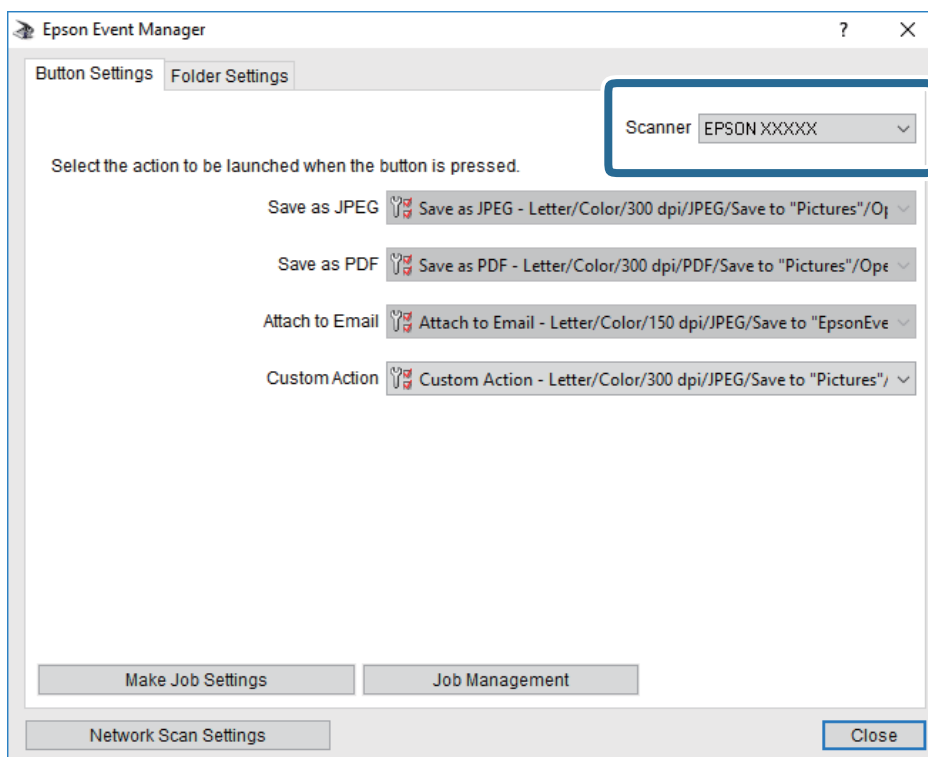 Epson Event Manager
Button Settings Folder Settings
Scanner EPSON XXXXX
Select the action to be launched when the button is pressed.
Save as JPEG Save as JPEG - Letter/Color/300 dpi/JPEG/Save to "Pictures"/Op
Save as PDF Save as PDF - Letter/Color/300 dpi/PDF/Save to "Pictures"/Ope
Attach to Email Attach to Email - Letter/Color/150 dpi/JPEG/Save to "EpsonEve
Custom Action Custom Action - Letter/Color/300 dpi/JPEG/Save to "Pictures"/
Make Job Settings Job Management
Network Scan Settings Close